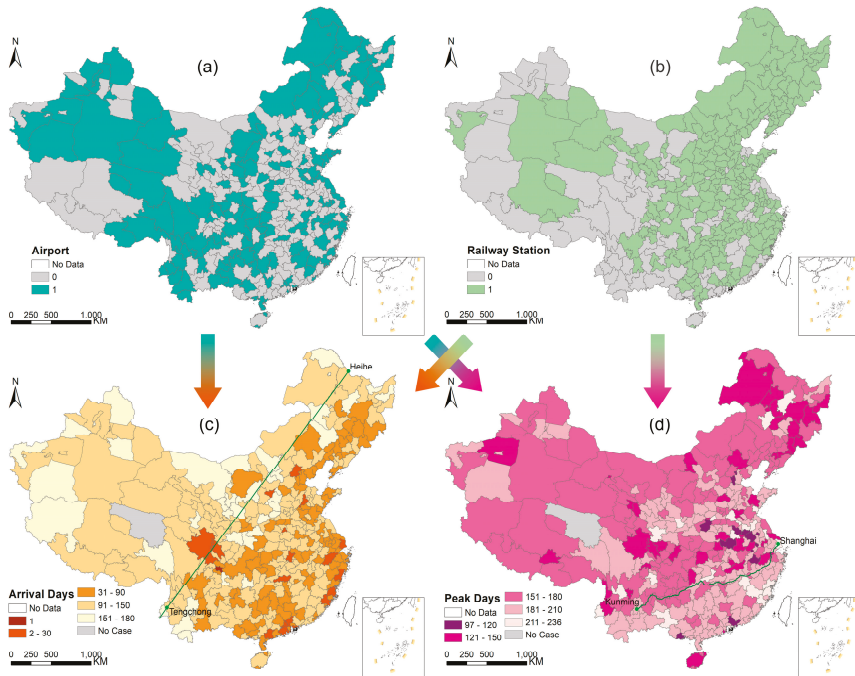 N
(a)
Airport
No Data
0
1
0 250 500 1,000
KM
N
(b)
Railway Station
No Data
0
1
0 250 500 1,000
KM
N
(c)
Heihe
Tengchong
Arrival Days
No Data
1
2 - 30
31 - 90
91 - 150
161 - 180
No Case
0 250 500 1,000
KM
N
(d)
Shanghai
Kunming
Peak Days
No Data
97 - 120
121 - 150
151 - 180
181 - 210
211 - 236
No Case
0 250 500 1,000
KM